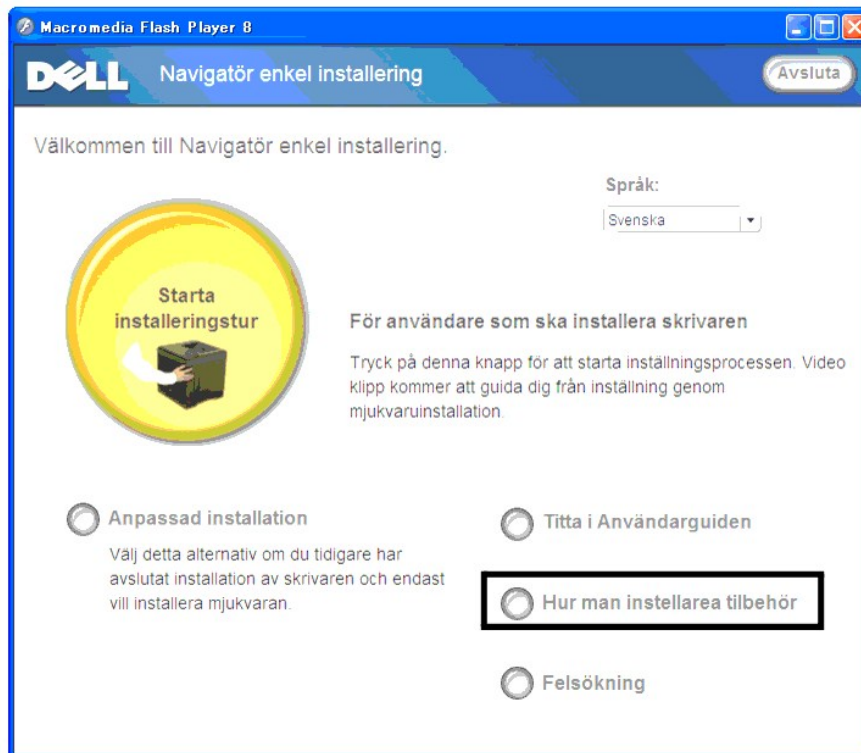 Macromedia Flash Player 8
DELL Navigatör enkel installering
Avsluta
Välkommen till Navigatör enkel installering.
Språk:
Svenska
Starta
installeringstur
För användare som ska installera skrivaren
Tryck på denna knapp för att starta inställningsprocessen. Video
klipp kommer att guida dig från inställning genom
mjukvaruinstallation.
Anpassad installation
Välj detta alternativ om du tidigare har
avslutat installation av skrivaren och endast
vill installera mjukvaran.
Titta i Användarguiden
Hur man instellarea tilbehör
Felsökning